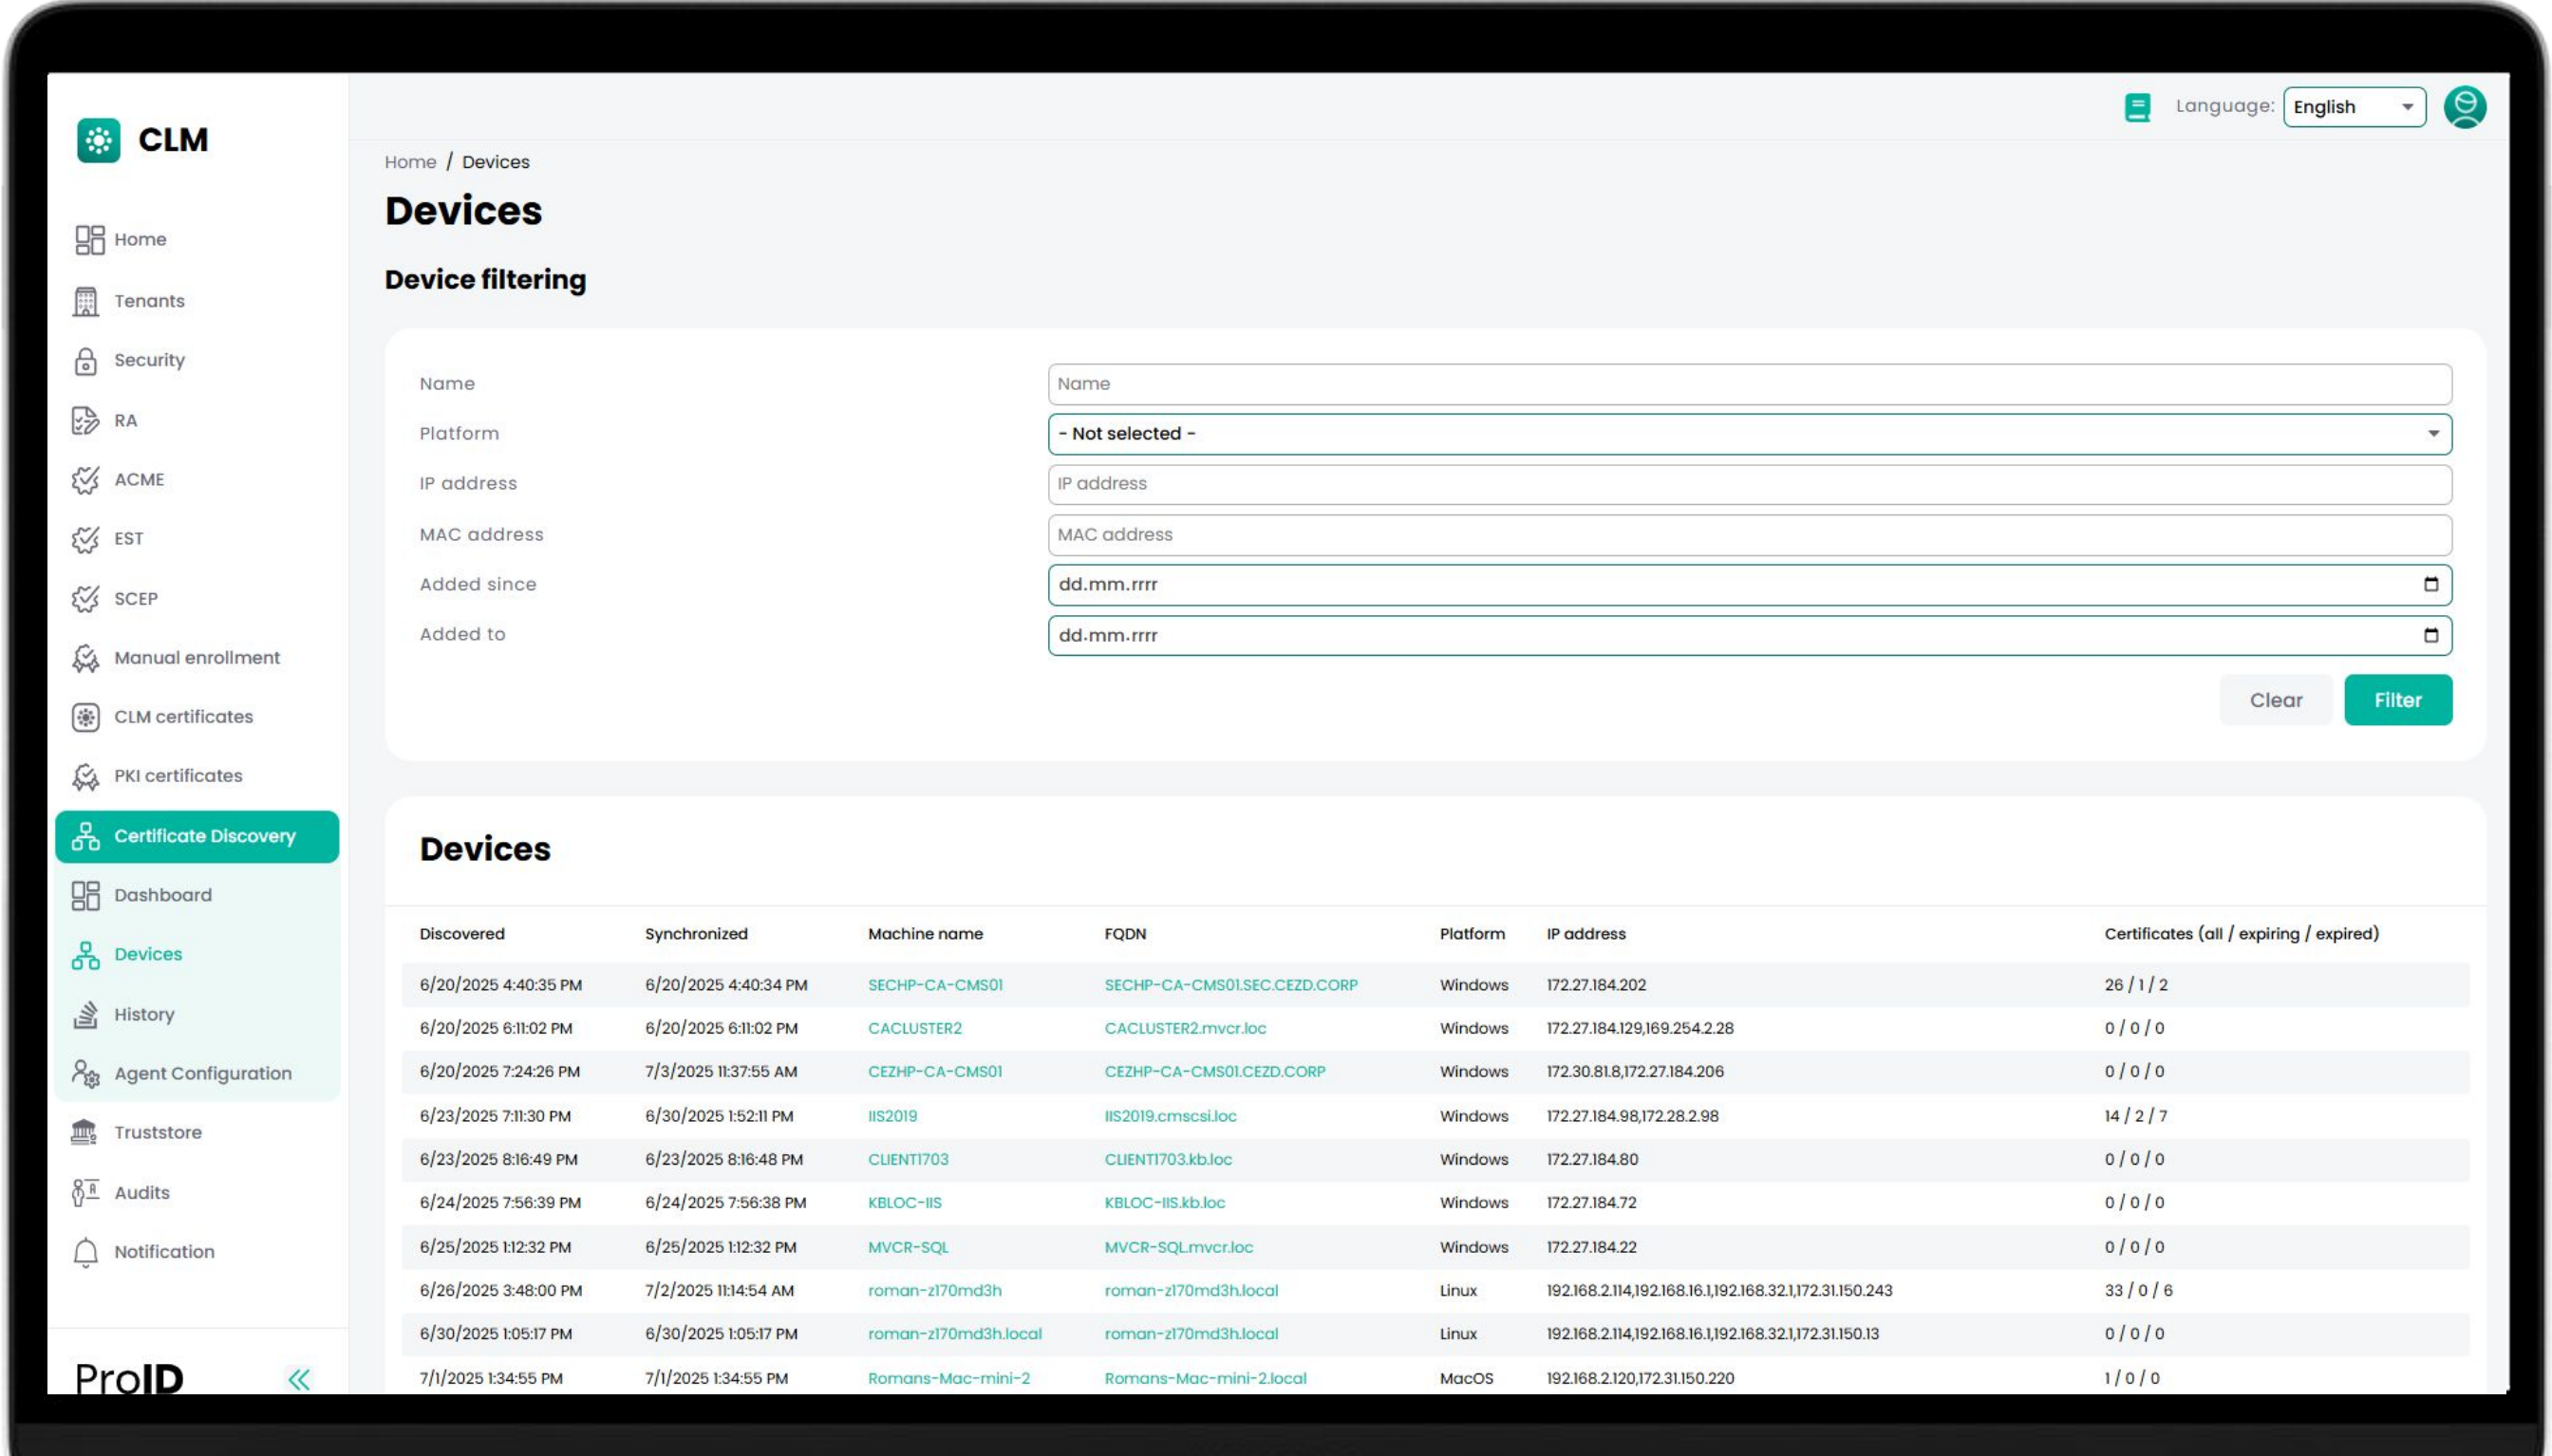 CLM
Home
Tenants
Security
RA
ACME
EST
SCEP
Manual enrollment
CLM certificates
PKI certificates
Certificate Discovery
Dashboard
Devices
History
Agent Configuration
Truststore
Audits
Notification
ProID
Language: English
Home / Devices
Devices
Device filtering
Name Name
Platform - Not selected -
IP address IP address
MAC address MAC address
Added since dd.mm.rrrr
Added to dd.mm.rrrr
Clear Filter
Devices
Discovered Synchronized Machine name FQDN Platform IP address Certificates (all / expiring / expired)
6/20/2025 4:40:35 PM 6/20/2025 4:40:34 PM SECHP-CA-CMS01 SECHP-CA-CMS01.SEC.CEZD.CORP Windows 172.27.184.202 26 / 1 / 2
6/20/2025 6:11:02 PM 6/20/2025 6:11:02 PM CACLUSTER2 CACLUSTER2.mvcr.loc Windows 172.27.184.129,169.254.2.28 0 / 0 / 0
6/20/2025 7:24:26 PM 7/3/2025 11:37:55 AM CEZHP-CA-CMS01 CEZHP-CA-CMS01.CEZD.CORP Windows 172.30.81.8,172.27.184.206 0 / 0 / 0
6/23/2025 7:11:30 PM 6/30/2025 1:52:11 PM IIS2019 IIS2019.cmscsi.loc Windows 172.27.184.98,172.28.2.98 14 / 2 / 7
6/23/2025 8:16:49 PM 6/23/2025 8:16:48 PM CLIENT1703 CLIENT1703.kb.loc Windows 172.27.184.80 0 / 0 / 0
6/24/2025 7:56:39 PM 6/24/2025 7:56:38 PM KBLOC-IIS KBLOC-IIS.kb.loc Windows 172.27.184.72 0 / 0 / 0
6/25/2025 1:12:32 PM 6/25/2025 1:12:32 PM MVCR-SQL MVCR-SQL.mvcr.loc Windows 172.27.184.22 0 / 0 / 0
6/26/2025 3:48:00 PM 7/2/2025 11:14:54 AM roman-z170md3h roman-z170md3h.local Linux 192.168.2.114,192.168.16.1,192.168.32.1,172.31.150.243 33 / 0 / 6
6/30/2025 1:05:17 PM 6/30/2025 1:05:17 PM roman-z170md3h.local roman-z170md3h.local Linux 192.168.2.114,192.168.16.1,192.168.32.1,172.31.150.13 0 / 0 / 0
7/1/2025 1:34:55 PM 7/1/2025 1:34:55 PM Romans-Mac-mini-2 Romans-Mac-mini-2.local MacOS 192.168.2.120,172.31.150.220 1 / 0 / 0